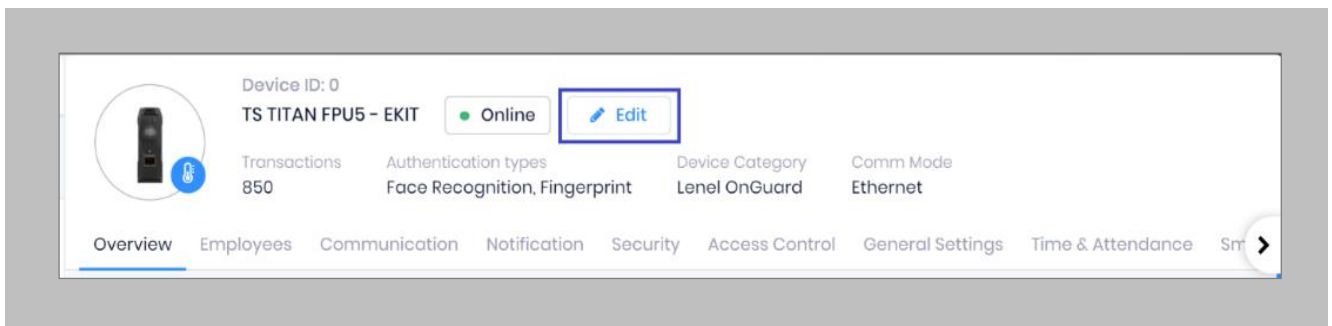 Device ID: 0
TS TITAN FPU5 - EKIT Online Edit
Transactions Authentication types Device Category Comm Mode
850 Face Recognition, Fingerprint Lenel OnGuard Ethernet
Overview Employees Communication Notification Security Access Control General Settings Time & Attendance